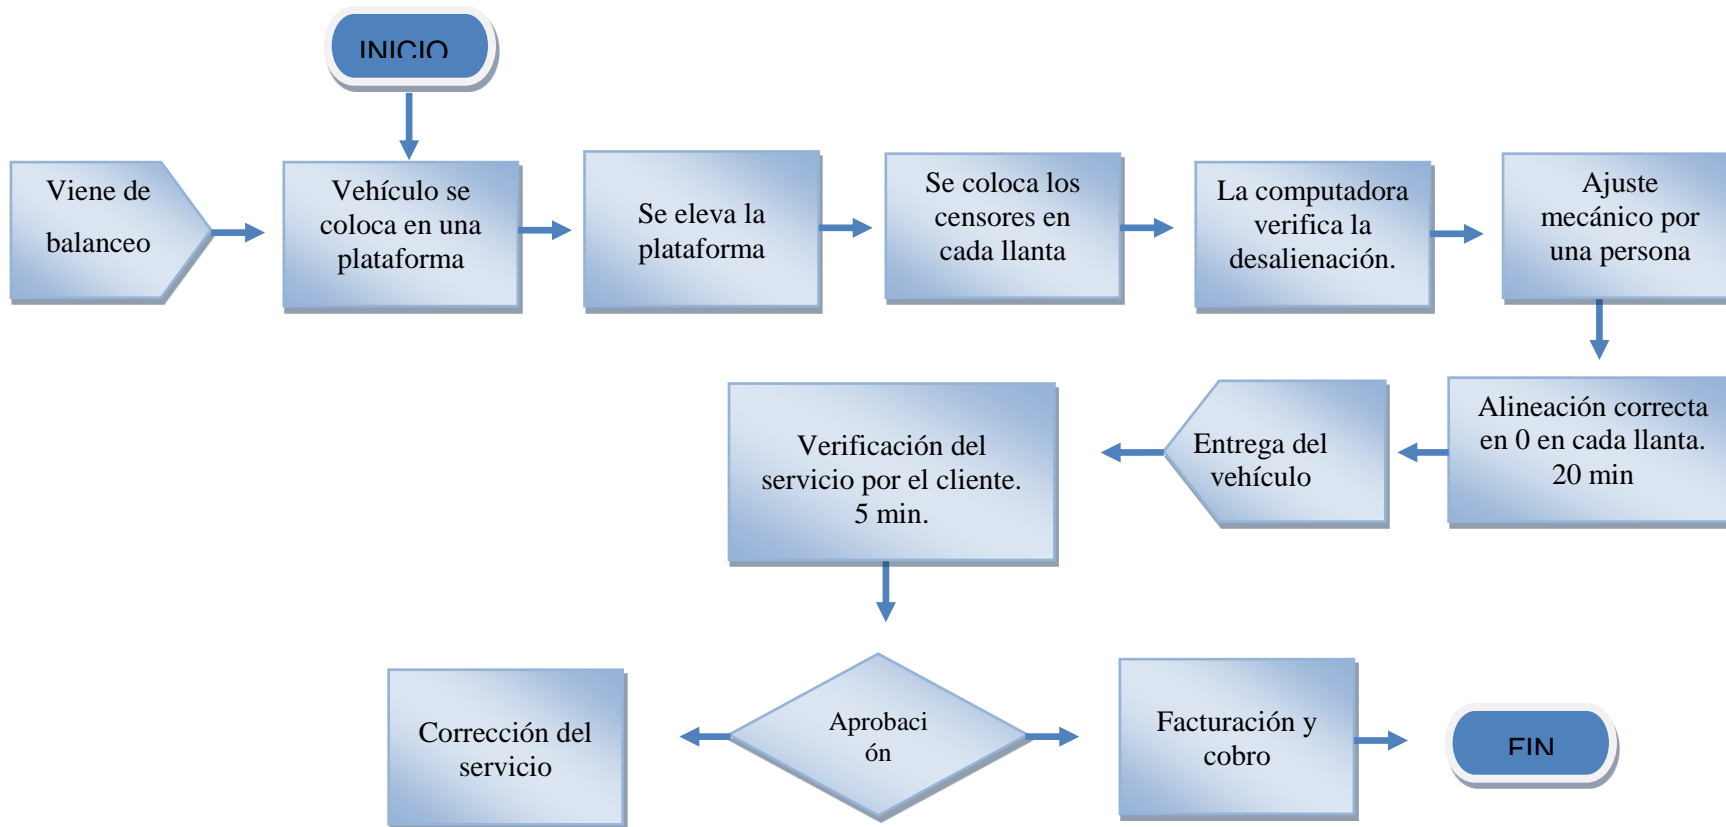 INICIO
Viene de
balanceo
Vehículo se
coloca en una
plataforma
Se eleva la
plataforma
Se coloca los
censores en
cada llanta
La computadora
verifica la
desalienación.
Ajuste
mecánico por
una persona
Alineación correcta
en 0 en cada llanta.
20 min
Entrega del
vehículo
Verificación del
servicio por el cliente.
5 min.
Aprobaci
ón
Corrección del
servicio
Facturación y
cobro
FIN